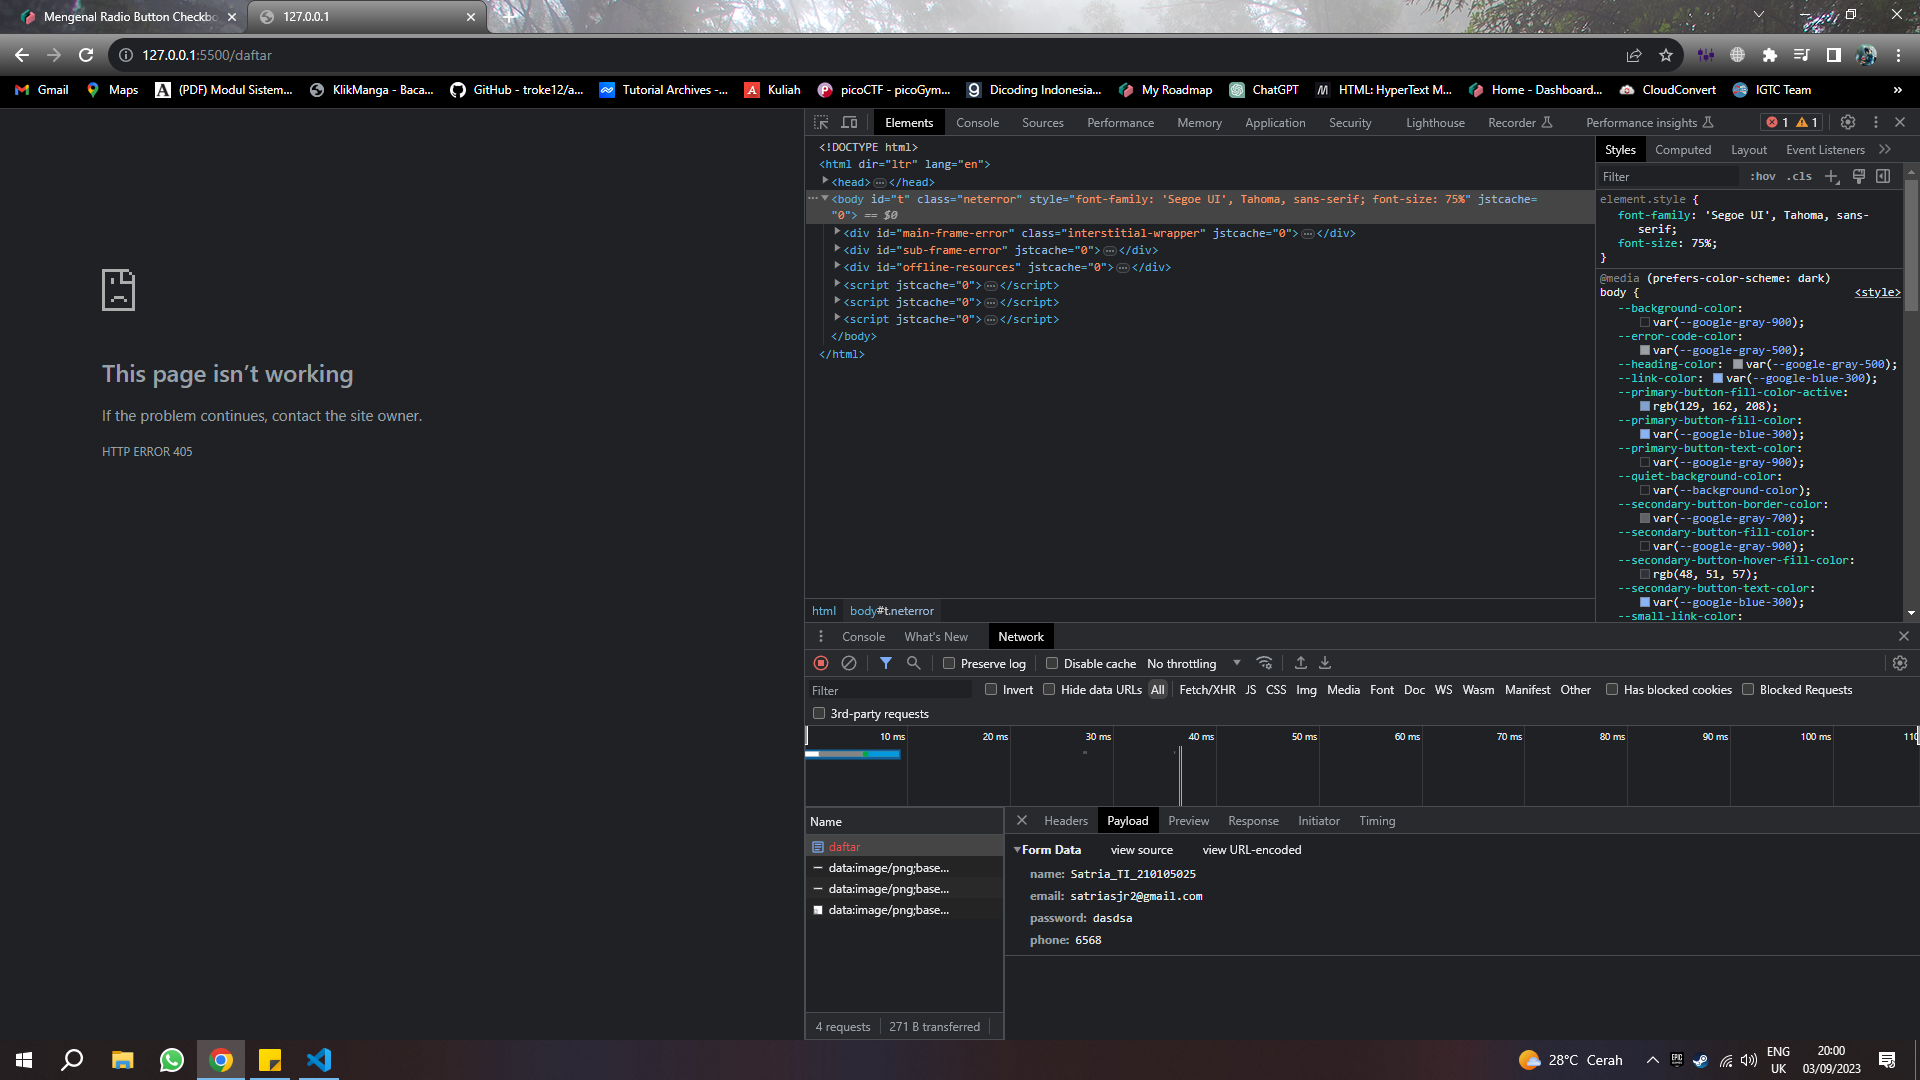 Mengenal Radio Button Checkbo
127.0.0.1
127.0.0.1:5500/daftar
Gmail
Maps
(PDF) Modul Sistem...
KlikManga - Baca...
GitHub - troke12/a...
Tutorial Archives -...
Kuliah
picoCTF - picoGym...
Dicoding Indonesia...
My Roadmap
ChatGPT
HTML: HyperText M...
Home - Dashboard...
CloudConvert
IGTC Team
»
This page isn’t working
If the problem continues, contact the site owner.
HTTP ERROR 405
Elements Console Sources Performance Memory Application Security Lighthouse Recorder Performance insights 1 1
<!DOCTYPE html>
<html dir="ltr" lang="en">
<head> ... </head>
<body id="t" class="neterror" style="font-family: 'Segoe UI', Tahoma, sans-serif; font-size: 75%" jstcache=
"0"> == $0
<div id="main-frame-error" class="interstitial-wrapper" jstcache="0"> ... </div>
<div id="sub-frame-error" jstcache="0"> ... </div>
<div id="offline-resources" jstcache="0"> ... </div>
<script jstcache="0"> ... </script>
<script jstcache="0"> ... </script>
<script jstcache="0"> ... </script>
</body>
</html>
html body#t.neterror
Styles Computed Layout Event Listeners
Filter :hov .cls
element.style {
font-family: 'Segoe UI', Tahoma, sans-
serif;
font-size: 75%;
}
@media (prefers-color-scheme: dark)
body { <style>
--background-color:
var(--google-gray-900);
--error-code-color:
var(--google-gray-500);
--heading-color: var(--google-gray-500);
--link-color: var(--google-blue-300);
--primary-button-fill-color-active:
rgb(129, 162, 208);
--primary-button-fill-color:
var(--google-blue-300);
--primary-button-text-color:
var(--google-gray-900);
--quiet-background-color:
var(--background-color);
--secondary-button-border-color:
var(--google-gray-700);
--secondary-button-fill-color:
var(--google-gray-900);
--secondary-button-hover-fill-color:
rgb(48, 51, 57);
--secondary-button-text-color:
var(--google-blue-300);
--small-link-color:
Console What's New Network
Preserve log Disable cache No throttling
Filter Invert Hide data URLs All Fetch/XHR JS CSS Img Media Font Doc WS Wasm Manifest Other Has blocked cookies Blocked Requests
3rd-party requests
10 ms 20 ms 30 ms 40 ms 50 ms 60 ms 70 ms 80 ms 90 ms 100 ms 110
Name
daftar
data:image/png;base...
data:image/png;base...
data:image/png;base...
4 requests 271 B transferred
Headers Payload Preview Response Initiator Timing
Form Data view source view URL-encoded
name: Satria_TI_210105025
email: satriasjr2@gmail.com
password: dasdsa
phone: 6568
28°C Cerah
ENG
UK
20:00
03/09/2023